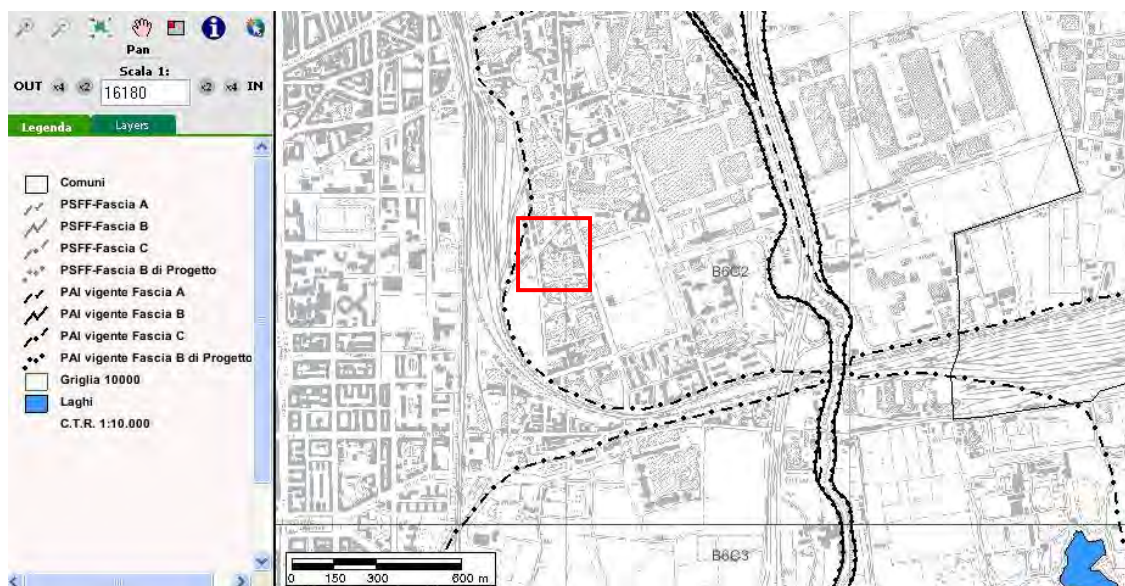 Pan
Scala 1:
OUT x4 x2 16180 x2 x4 IN
Legenda Layers
Comuni
PSFF-Fascia A
PSFF-Fascia B
PSFF-Fascia C
PSFF-Fascia B di Progetto
PAI vigente Fascia A
PAI vigente Fascia B
PAI vigente Fascia C
PAI vigente Fascia B di Progetto
Griglia 10000
Laghi
C.T.R. 1:10.000
B6C2
B6C3
0 150 300 600 m